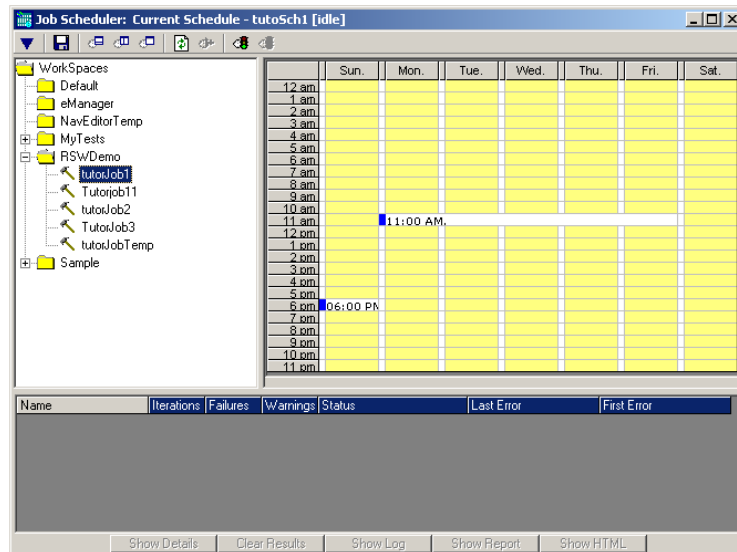 Job Scheduler: Current Schedule - tutoSch1 [idle]
WorkSpaces
Default
eManager
NavEditorTemp
MyTests
RSWDemo
tutorJob1
Tutorjob11
tutorJob2
TutorJob3
tutorJobTemp
Sample
Sun. Mon. Tue. Wed. Thu. Fri. Sat.
12 am
1 am
2 am
3 am
4 am
5 am
6 am
7 am
8 am
9 am
10 am
11 am 11:00 AM.
12 pm
1 pm
2 pm
3 pm
4 pm
5 pm
6 pm 06:00 PM
7 pm
8 pm
9 pm
10 pm
11 pm
Name Iterations Failures Warnings Status Last Error First Error
Show Details Clear Results Show Log Show Report Show HTML